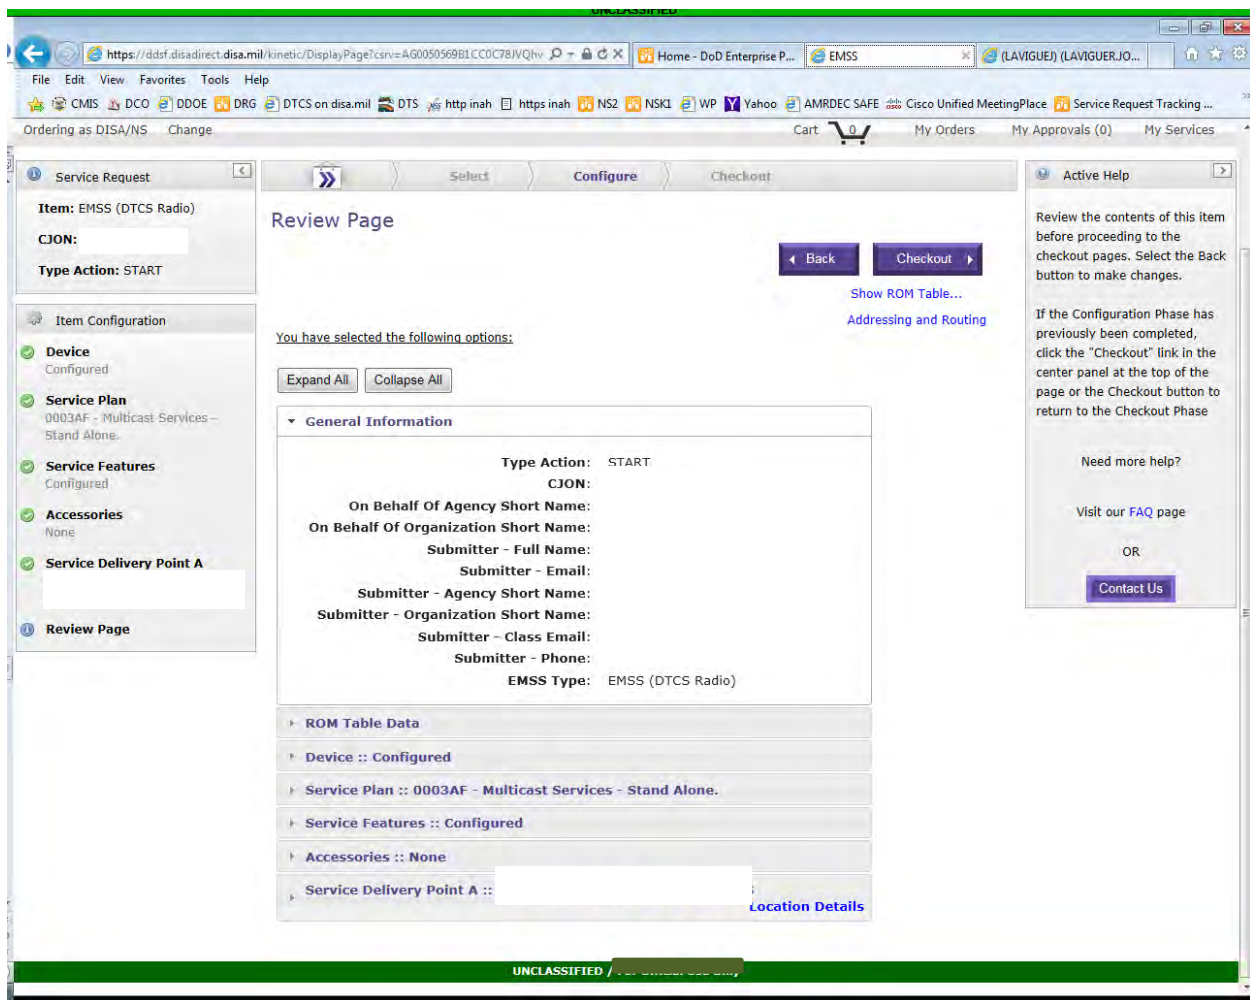 UNCLASSIFIED
https://ddsf.disadirect.disa.mil/kinetic/DisplayPage?csrv=AG0050569B1CC0C78JVQhv
Home - DoD Enterprise P...
EMSS
(LAVIGUEJ) (LAVIGUER.JO...
File Edit View Favorites Tools Help
CMIS DCO DDOE DRG DTCS on disa.mil DTS http inah https inah NS2 NSK1 WP Yahoo AMRDEC SAFE Cisco Unified MeetingPlace Service Request Tracking ...
Ordering as DISA/NS Change Cart 0 My Orders My Approvals (0) My Services
Service Request
Item: EMSS (DTCS Radio)
CJON:
Type Action: START
Item Configuration
Device
Configured
Service Plan
0003AF - Multicast Services -
Stand Alone.
Service Features
Configured
Accessories
None
Service Delivery Point A
Review Page
Select Configure Checkout
Review Page
Back Checkout
Show ROM Table...
Addressing and Routing
You have selected the following options:
Expand All Collapse All
General Information
Type Action: START
CJON:
On Behalf Of Agency Short Name:
On Behalf Of Organization Short Name:
Submitter - Full Name:
Submitter - Email:
Submitter - Agency Short Name:
Submitter - Organization Short Name:
Submitter - Class Email:
Submitter - Phone:
EMSS Type: EMSS (DTCS Radio)
ROM Table Data
Device :: Configured
Service Plan :: 0003AF - Multicast Services - Stand Alone.
Service Features :: Configured
Accessories :: None
Service Delivery Point A ::
Location Details
Active Help
Review the contents of this item
before proceeding to the
checkout pages. Select the Back
button to make changes.
If the Configuration Phase has
previously been completed,
click the "Checkout" link in the
center panel at the top of the
page or the Checkout button to
return to the Checkout Phase
Need more help?
Visit our FAQ page
OR
Contact Us
UNCLASSIFIED /